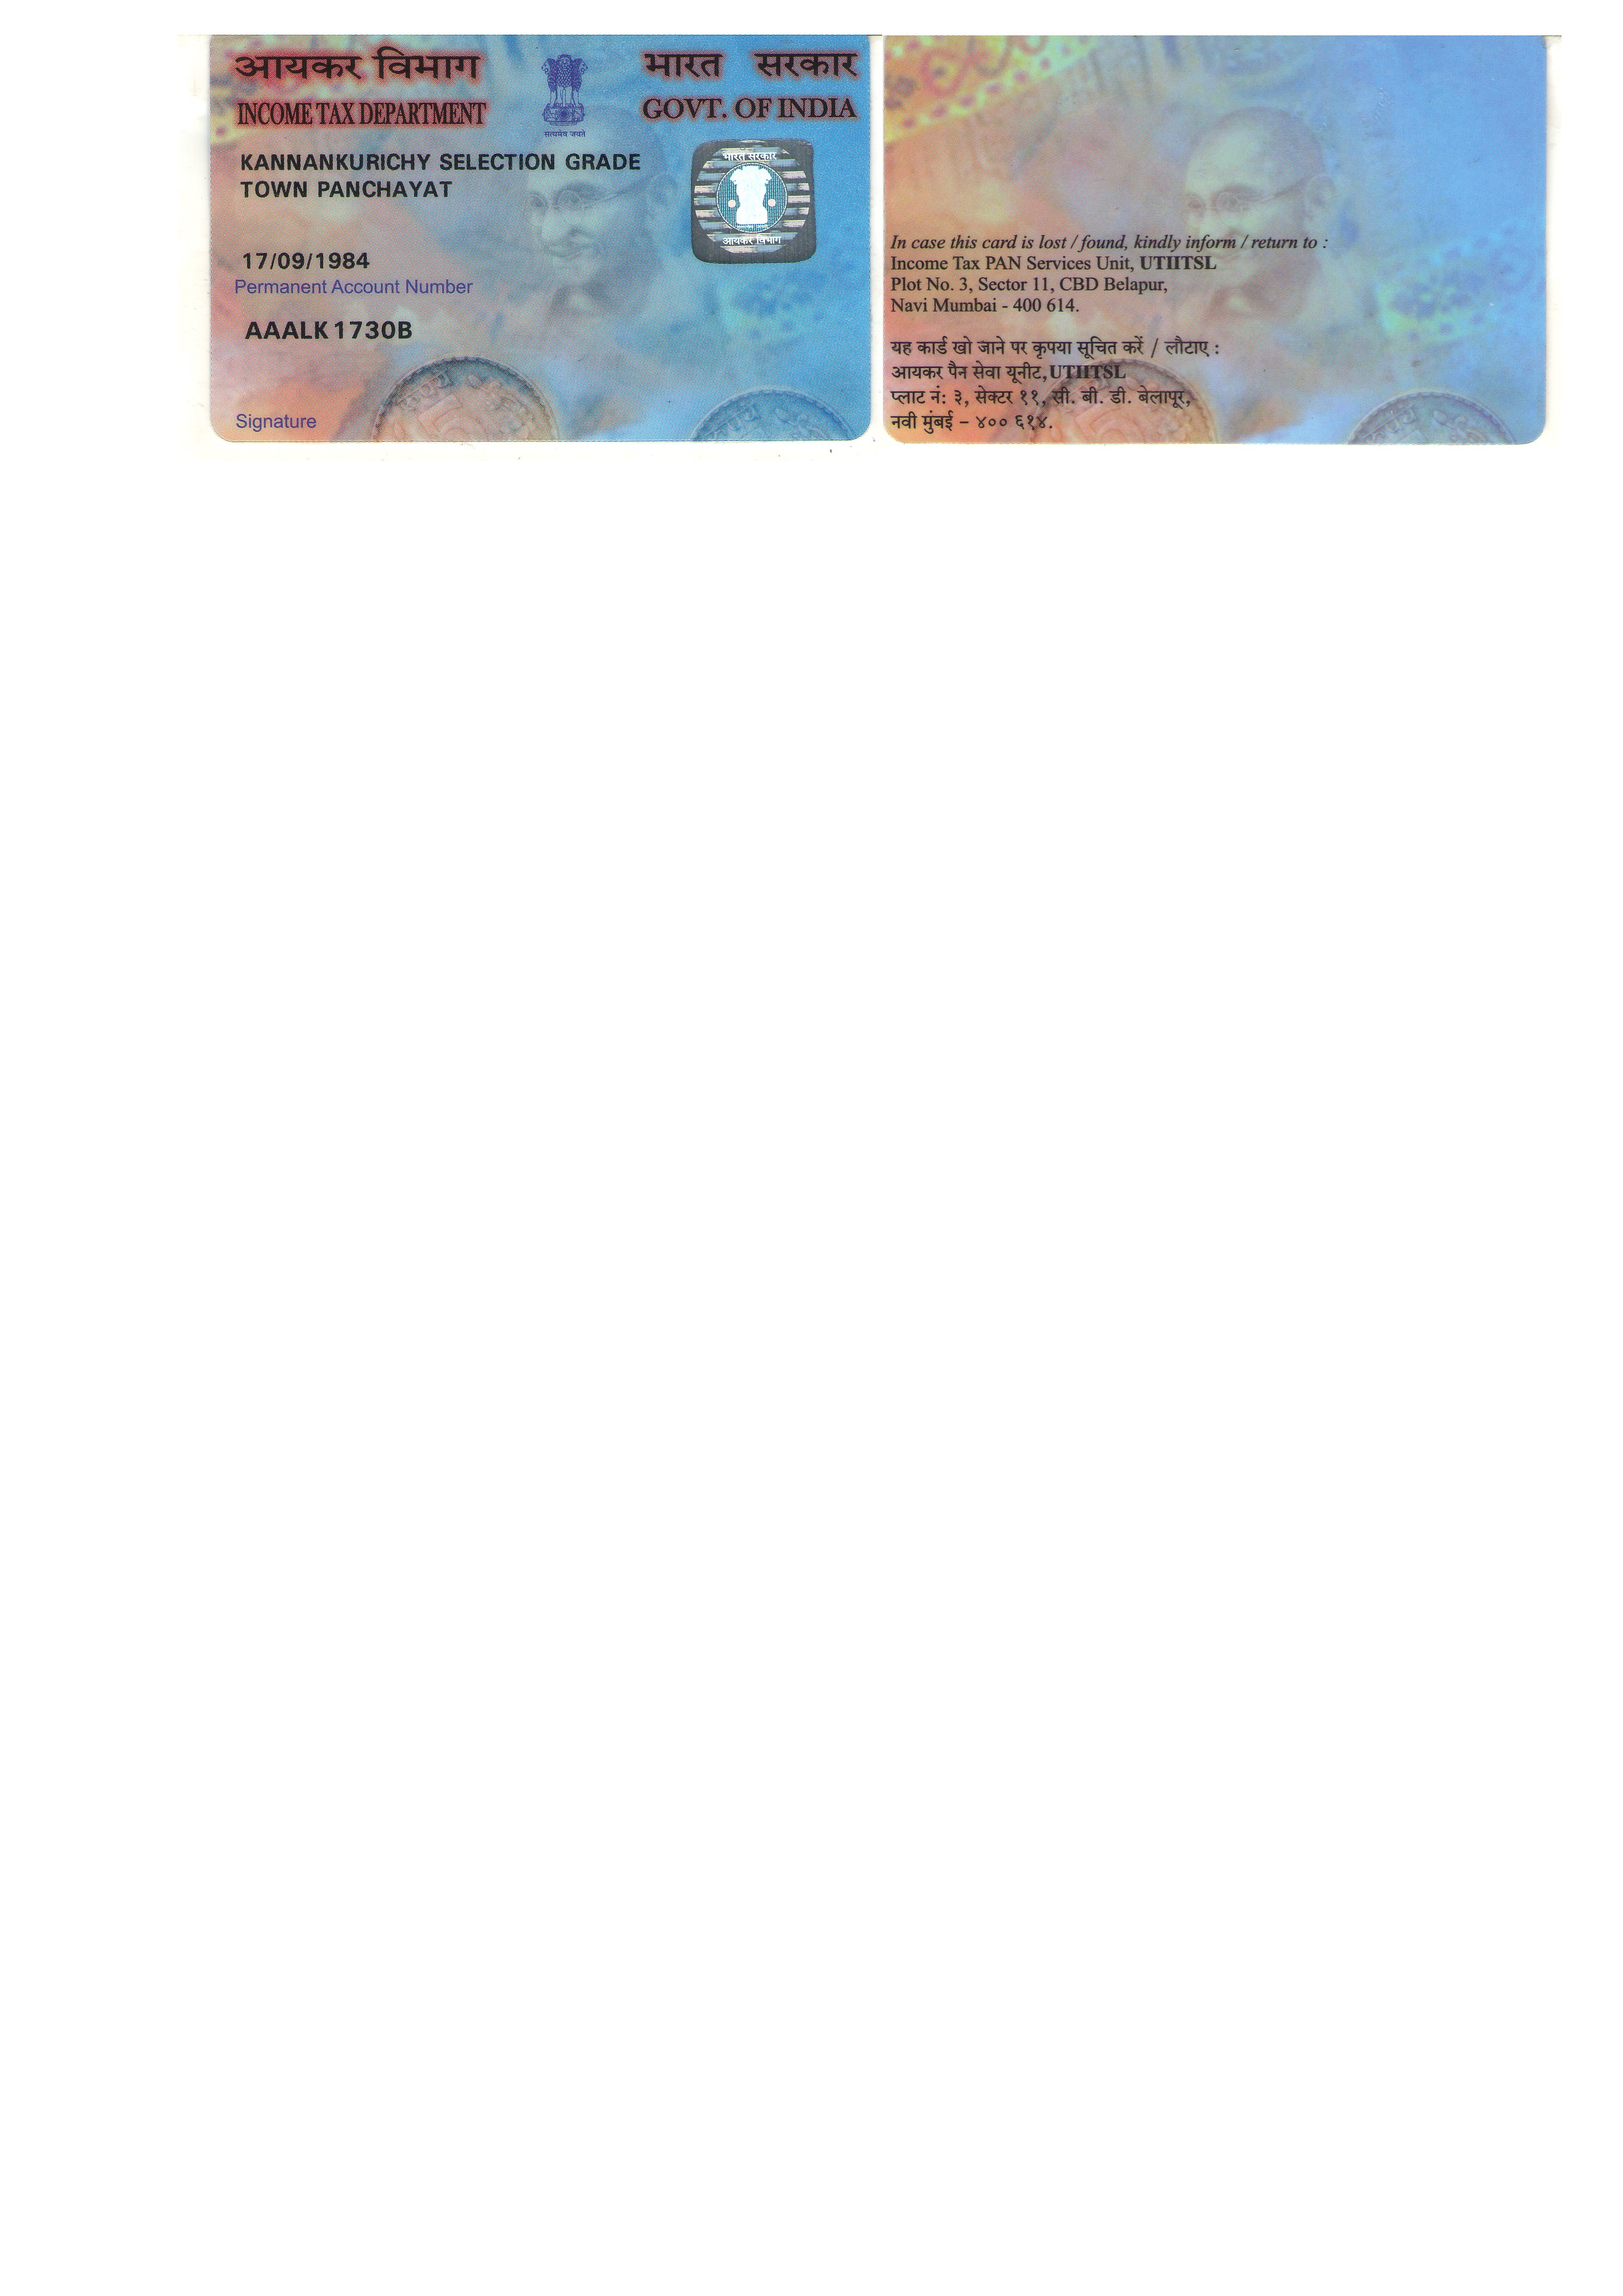 आयकर विभाग
INCOME TAX DEPARTMENT
सत्यमेव जयते
भारत सरकार
GOVT. OF INDIA
KANNANKURICHY SELECTION GRADE
TOWN PANCHAYAT
भारत सरकार
आयकर विभाग
17/09/1984
Permanent Account Number
AAALK1730B
Signature
In case this card is lost / found, kindly inform / return to :
Income Tax PAN Services Unit, UTIITSL
Plot No. 3, Sector 11, CBD Belapur,
Navi Mumbai - 400 614.
यह कार्ड खो जाने पर कृपया सूचित करें / लौटाए :
आयकर पैन सेवा यूनीट, UTIITSL
प्लाट नं: ३, सेक्टर ११, सी. बी. डी. बेलापूर,
नवी मुंबई – ४०० ६१४.